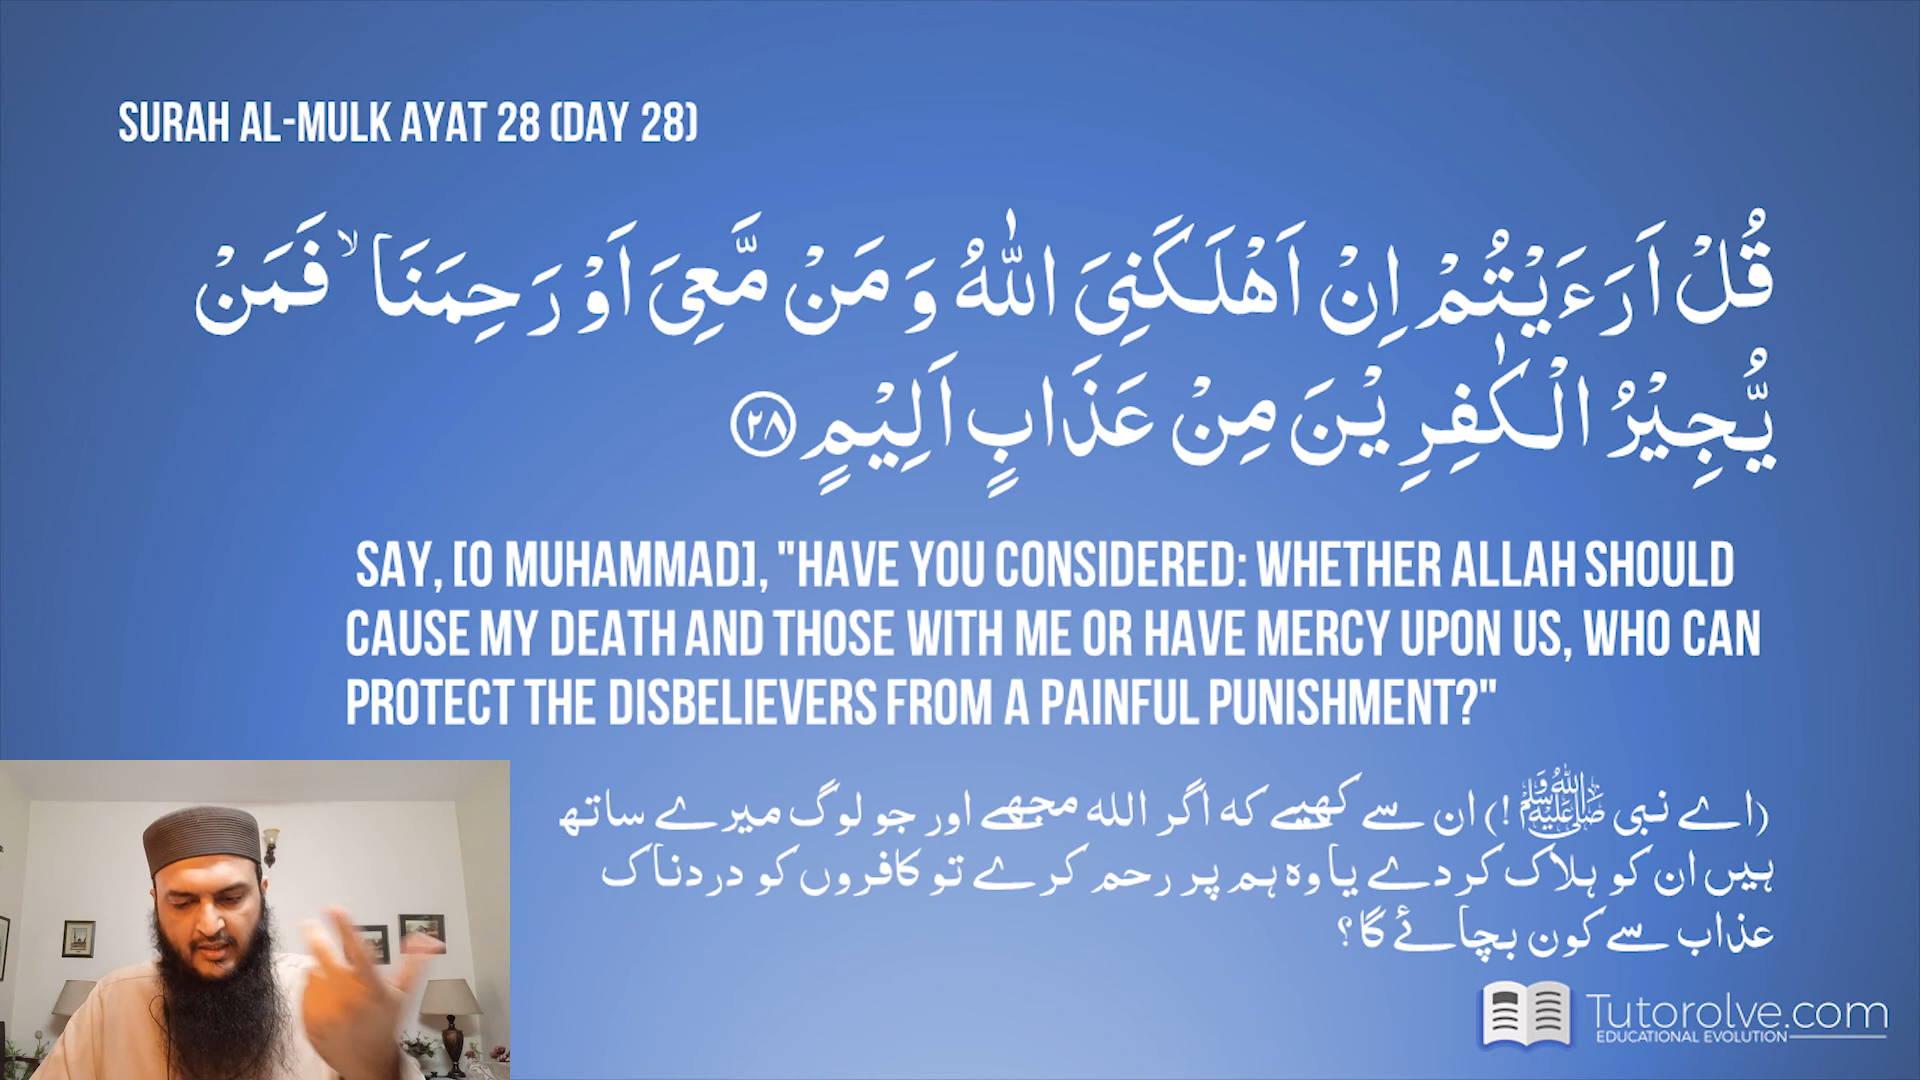 SURAH AL-MULK AYAT 28 (DAY 28)
قُلْ اَرَءَيْتُمْ اِنْ اَهْلَكَنِىَ اللّٰهُ وَ مَنْ مَّعِىَ اَوْ رَحِمَنَا ۙ فَمَنْ
يُّجِيْرُ الْكٰفِرِيْنَ مِنْ عَذَابٍ اَلِيْمٍ ۝۲۸
SAY, [O MUHAMMAD], "HAVE YOU CONSIDERED: WHETHER ALLAH SHOULD
CAUSE MY DEATH AND THOSE WITH ME OR HAVE MERCY UPON US, WHO CAN
PROTECT THE DISBELIEVERS FROM A PAINFUL PUNISHMENT?"
(اے نبی ﷺ !) ان سے کہیے کہ اگر اللہ مجھے اور جو لوگ میرے ساتھ
ہیں ان کو ہلاک کر دے یا وہ ہم پر رحم کرے تو کافروں کو دردناک
عذاب سے کون بچائے گا؟
Tutorolve.com
EDUCATIONAL EVOLUTION